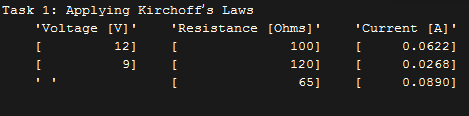 Task 1: Applying Kirchoff's Laws
'Voltage [V]' 'Resistance [Ohms]' 'Current [A]'
[ 12] [ 100] [ 0.0622]
[ 9] [ 120] [ 0.0268]
' ' [ 65] [ 0.0890]